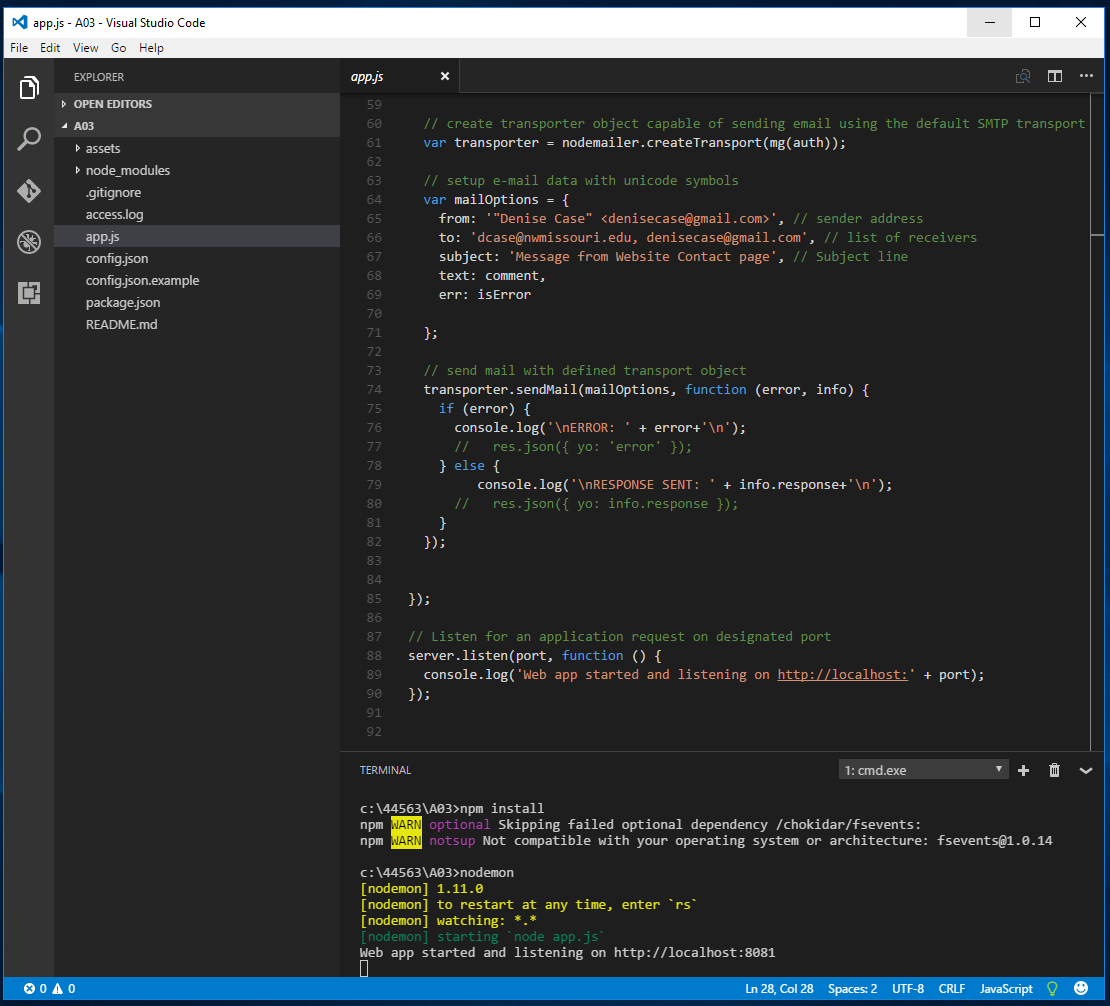 app.js - A03 - Visual Studio Code
File Edit View Go Help
EXPLORER
OPEN EDITORS
A03
assets
node_modules
.gitignore
access.log
app.js
config.json
config.json.example
package.json
README.md
app.js
59
60 // create transporter object capable of sending email using the default SMTP transport
61 var transporter = nodemailer.createTransport(mg(auth));
62
63 // setup e-mail data with unicode symbols
64 var mailOptions = {
65 from: '"Denise Case" <denisecase@gmail.com>', // sender address
66 to: 'dcase@nwmissouri.edu, denisecase@gmail.com', // list of receivers
67 subject: 'Message from Website Contact page', // Subject line
68 text: comment,
69 err: isError
70
71 };
72
73 // send mail with defined transport object
74 transporter.sendMail(mailOptions, function (error, info) {
75 if (error) {
76 console.log('\nERROR: ' + error+'\n');
77 // res.json({ yo: 'error' });
78 } else {
79 console.log('\nRESPONSE SENT: ' + info.response+'\n');
80 // res.json({ yo: info.response });
81 }
82 });
83
84
85 });
86
87 // Listen for an application request on designated port
88 server.listen(port, function () {
89 console.log('Web app started and listening on http://localhost:' + port);
90 });
91
92
TERMINAL
1: cmd.exe
c:\44563\A03>npm install
npm WARN optional Skipping failed optional dependency /chokidar/fsevents:
npm WARN notsup Not compatible with your operating system or architecture: fsevents@1.0.14
c:\44563\A03>nodemon
[nodemon] 1.11.0
[nodemon] to restart at any time, enter `rs`
[nodemon] watching: *.*
[nodemon] starting `node app.js`
Web app started and listening on http://localhost:8081
0 0 Ln 28, Col 28 Spaces: 2 UTF-8 CRLF JavaScript